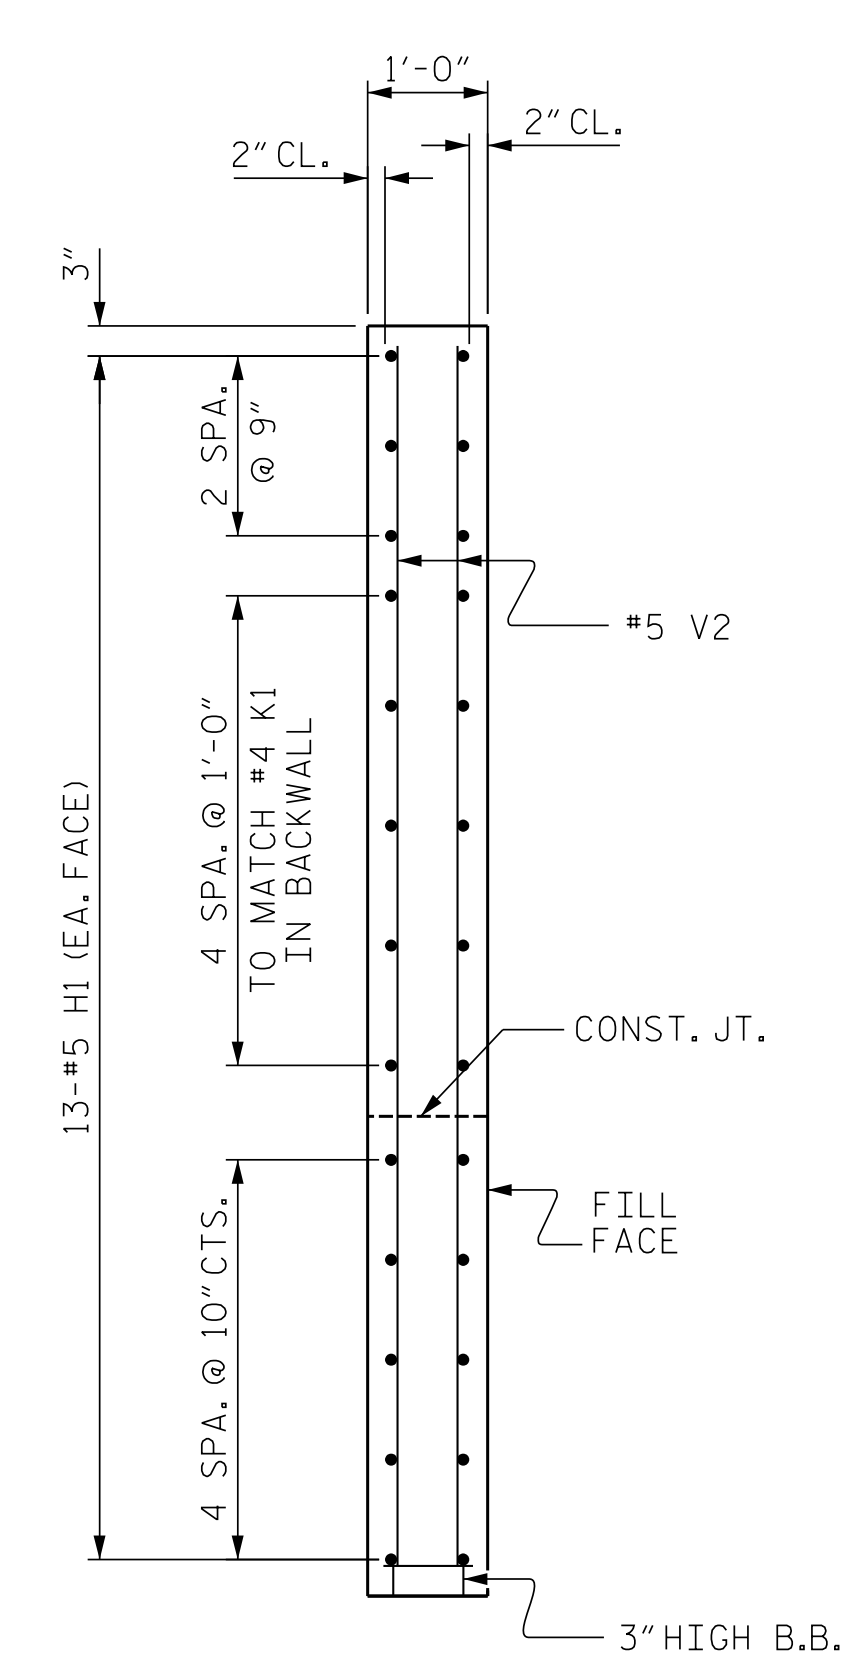 1'-0"
2" CL.
2" CL.
3"
2 SPA.
@ 9"
#5 V2
4 SPA. @ 1'-0"
TO MATCH #4 K1
IN BACKWALL
13-#5 H1 (EA. FACE)
CONST. JT.
FILL
FACE
4 SPA. @ 10" CTS.
3" HIGH B.B.